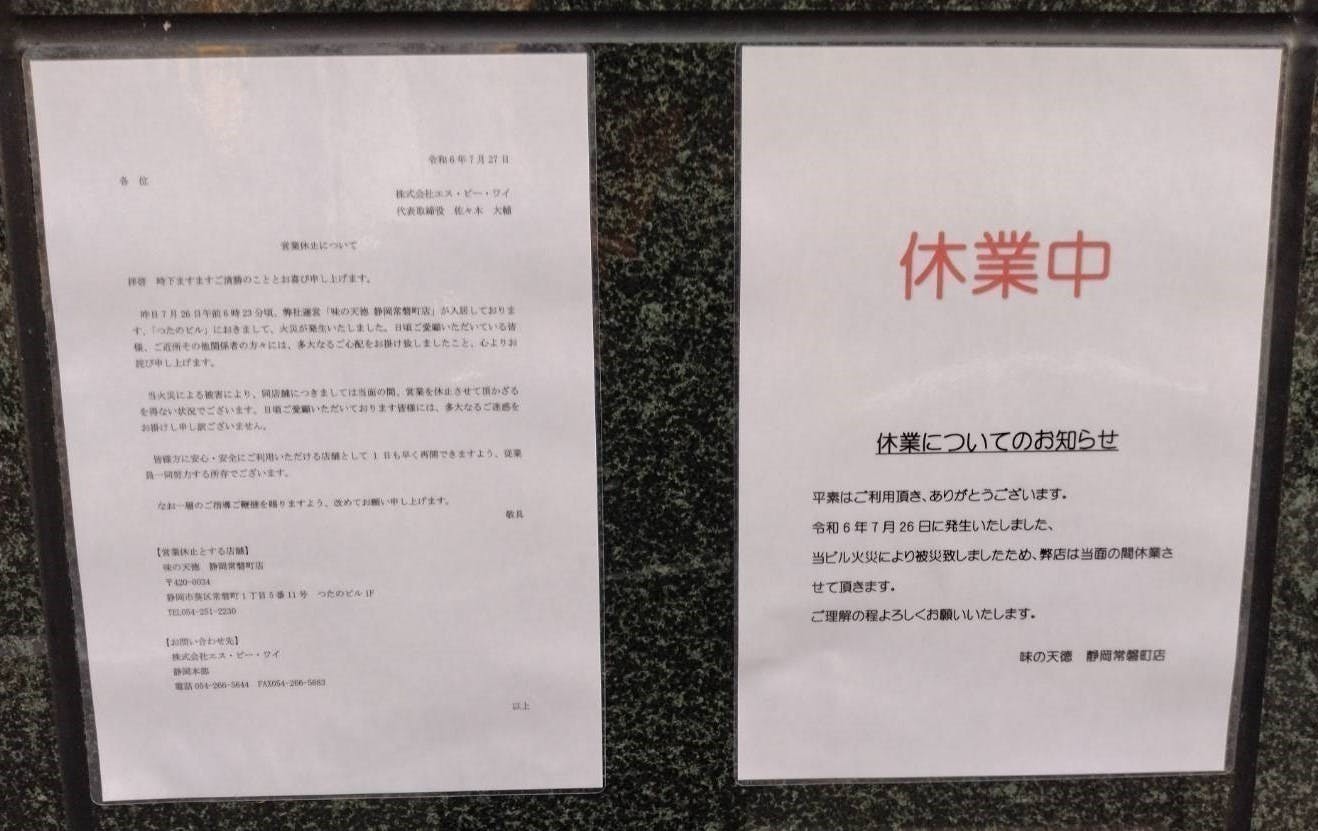 令和6年7月27日
各 位
株式会社エス・ピー・ワイ
代表取締役 佐々木 大輔
営業休止について
拝啓 時下ますますご清勝のこととお喜び申し上げます。
昨日7月26日午前6時23分頃、弊社運営「味の天徳 静岡常磐町店」が入居しておりま
す、「つたのビル」におきまして、火災が発生いたしました。日頃ご愛顧いただいている皆
様、ご近所その他関係者の方々には、多大なるご心配をお掛け致しましたこと、心よりお
詫び申し上げます。
当火災による被害により、同店舗につきましては当面の間、営業を休止させて頂かざる
を得ない状況でございます。日頃ご愛顧いただいております皆様には、多大なるご迷惑を
お掛けし申し訳ございません。
皆様方に安心・安全にご利用いただける店舗として1日も早く再開できますよう、従業
員一同努力する所存でございます。
なお一層のご指導ご鞭撻を賜りますよう、改めてお願い申し上げます。
敬具
【営業休止とする店舗】
味の天徳 静岡常磐町店
〒420-0034
静岡市葵区常磐町1丁目5番11号 つたのビル1F
TEL054-251-2230
【お問い合わせ先】
株式会社エス・ピー・ワイ
静岡本部
電話054-266-5644 FAX054-266-5683
以上
休業中
休業についてのお知らせ
平素はご利用頂き、ありがとうございます。
令和6年7月26日に発生いたしました、
当ビル火災により被災致しましたため、弊店は当面の間休業さ
せて頂きます。
ご理解の程よろしくお願いいたします。
味の天徳 静岡常磐町店